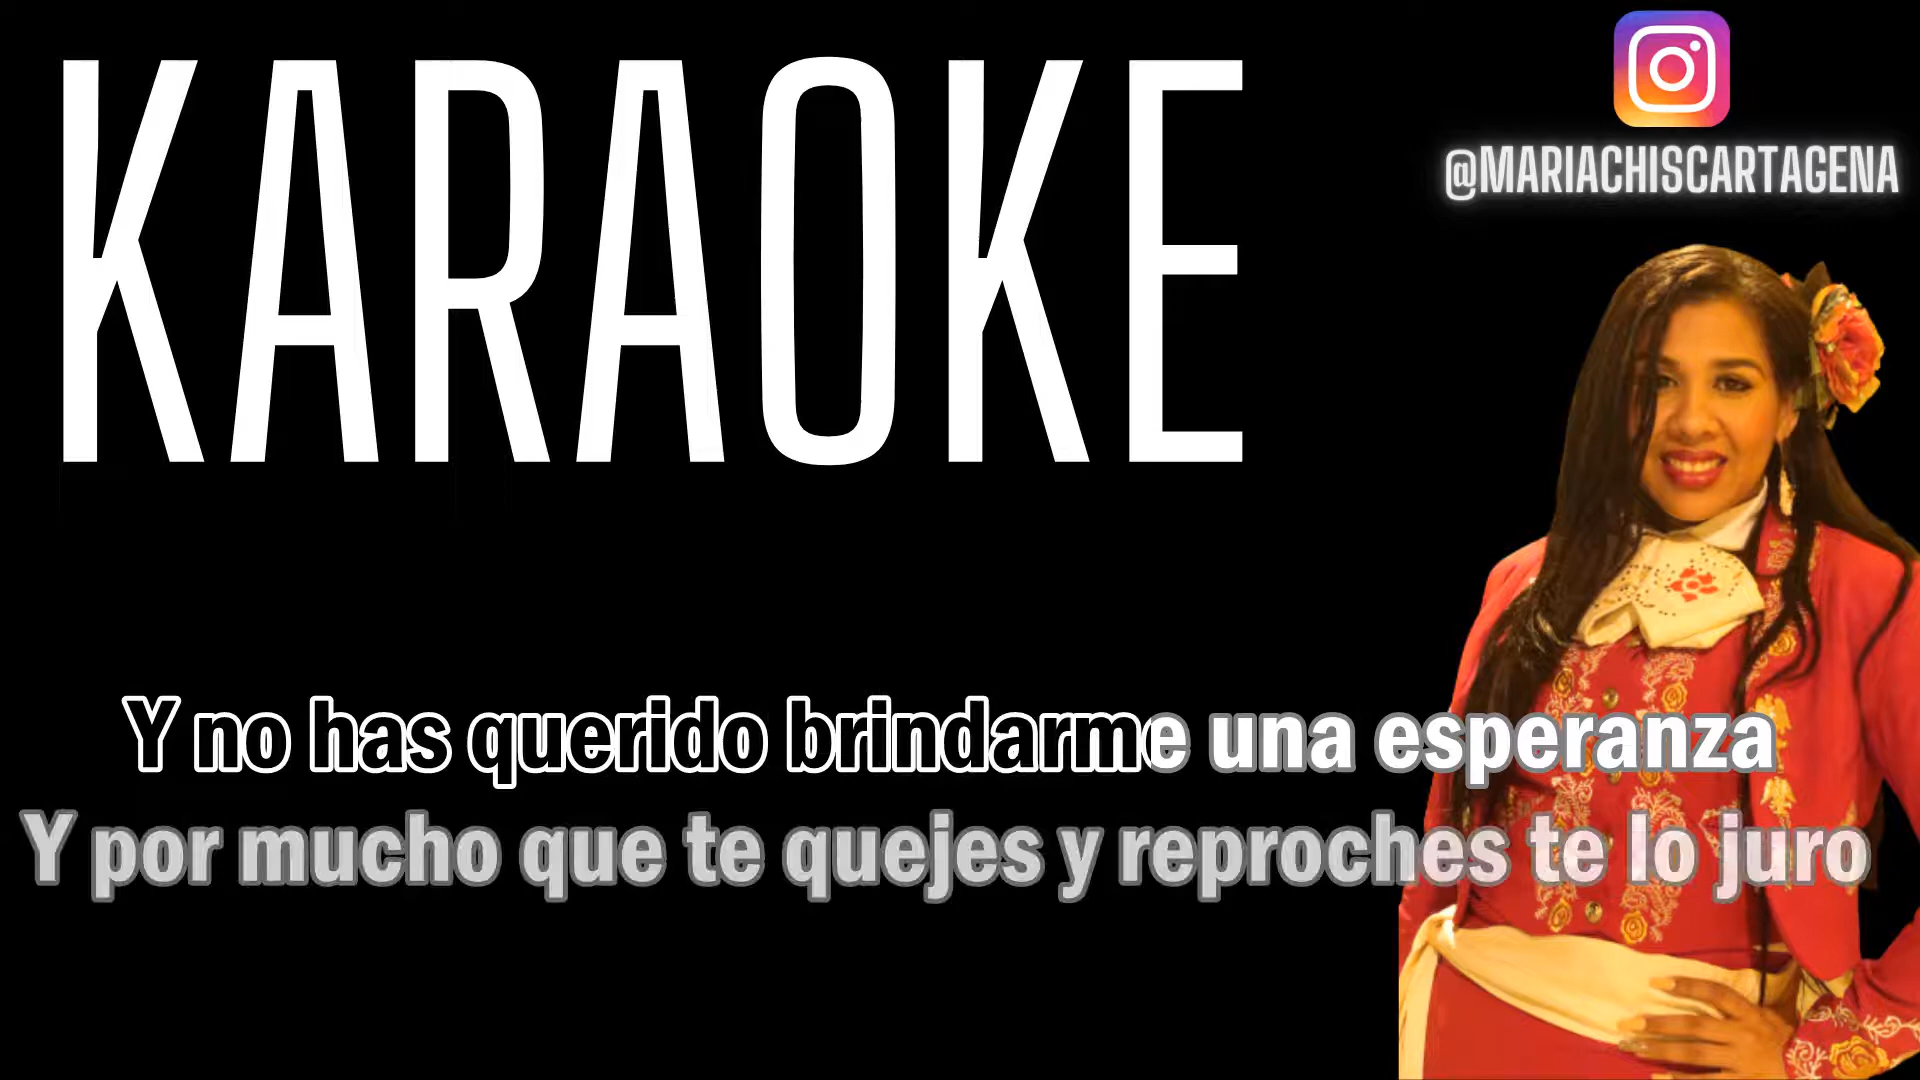 KARAOKE
@MARIACHISCARTAGENA
Y no has querido brindarme una esperanza
Y por mucho que te quejes y reproches te lo juro